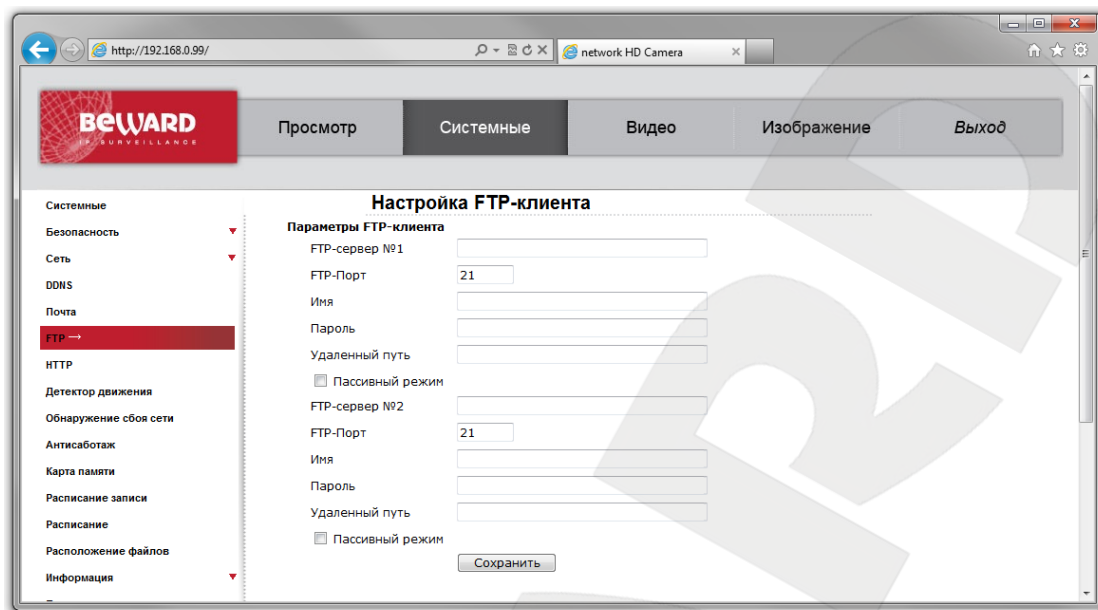 http://192.168.0.99/
network HD Camera
BEWARD
IP SURVEILLANCE
Просмотр
Системные
Видео
Изображение
Выход
Системные
Безопасность
Сеть
DDNS
Почта
FTP
HTTP
Детектор движения
Обнаружение сбоя сети
Антисаботаж
Карта памяти
Расписание записи
Расписание
Расположение файлов
Информация
Настройка FTP-клиента
Параметры FTP-клиента
FTP-сервер №1
FTP-Порт 21
Имя
Пароль
Удаленный путь
Пассивный режим
FTP-сервер №2
FTP-Порт 21
Имя
Пароль
Удаленный путь
Пассивный режим
Сохранить